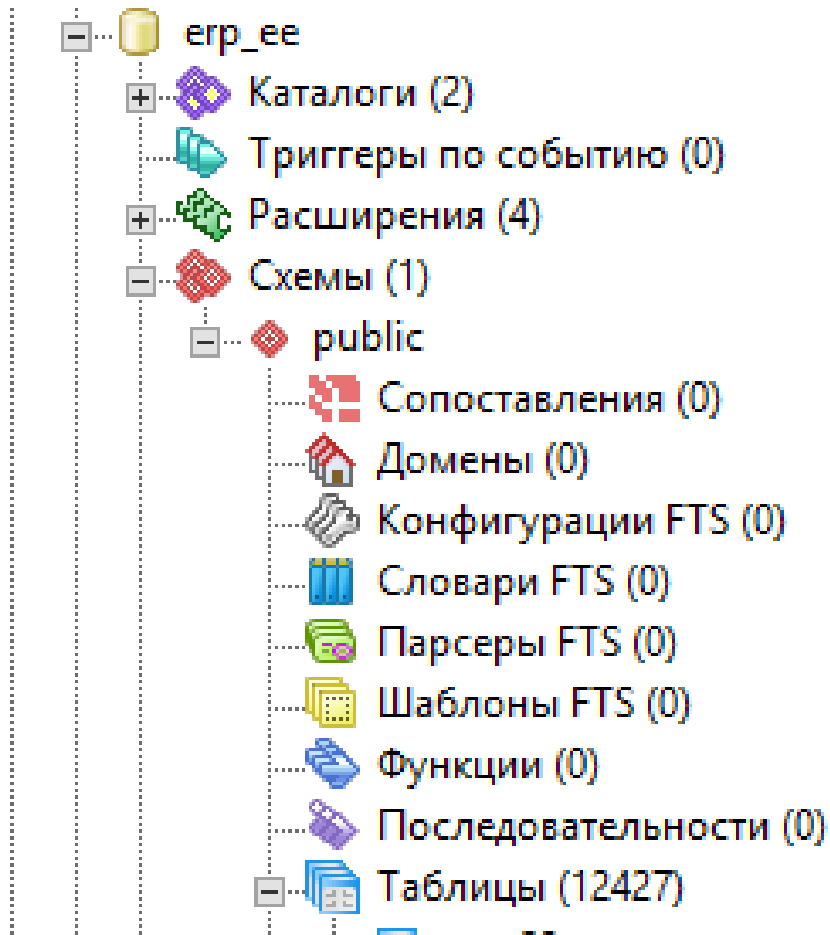 erp_ee
Каталоги (2)
Триггеры по событию (0)
Расширения (4)
Схемы (1)
public
Сопоставления (0)
Домены (0)
Конфигурации FTS (0)
Словари FTS (0)
Парсеры FTS (0)
Шаблоны FTS (0)
Функции (0)
Последовательности (0)
Таблицы (12427)